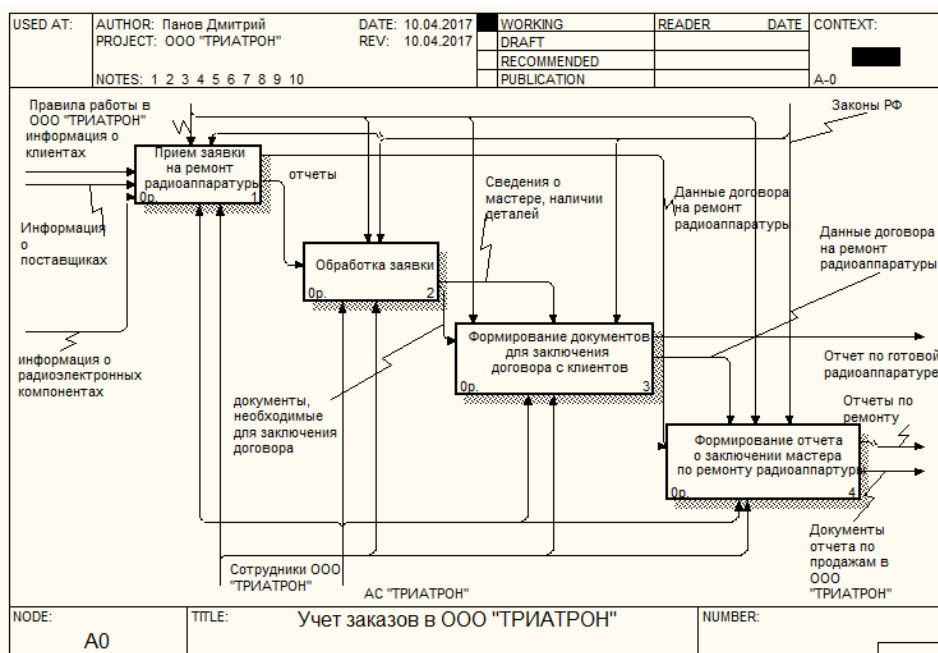 USED AT:
AUTHOR: Панов Дмитрий
DATE: 10.04.2017
PROJECT: ООО "ТРИАТРОН"
REV: 10.04.2017
NOTES: 1 2 3 4 5 6 7 8 9 10
WORKING
DRAFT
RECOMMENDED
PUBLICATION
READER DATE
CONTEXT:
A-0
Правила работы в
ООО "ТРИАТРОН"
информация о
клиентах
Законы РФ
Прием заявки
на ремонт
радиоаппаратуры
0р. 1
отчеты
Информация
о
поставщиках
Сведения о
мастере, наличии
деталей
Данные договора
на ремонт
радиоаппаратуры
Данные договора
на ремонт
радиоаппаратуры
Обработка заявки
0р. 2
информация о
радиоэлектронных
компонентах
Формирование документов
для заключения
договора с клиентов
0р. 3
Отчет по готовой
радиоаппаратуре
документы,
необходимые
для заключения
договора
Отчеты по
ремонту
Формирование отчета
о заключении мастера
по ремонту радиоаппартуры
0р. 4
Документы
отчета по
продажам в
ООО
"ТРИАТРОН"
Сотрудники ООО
"ТРИАТРОН"
АС "ТРИАТРОН"
NODE:
A0
TITLE:
Учет заказов в ООО "ТРИАТРОН"
NUMBER: